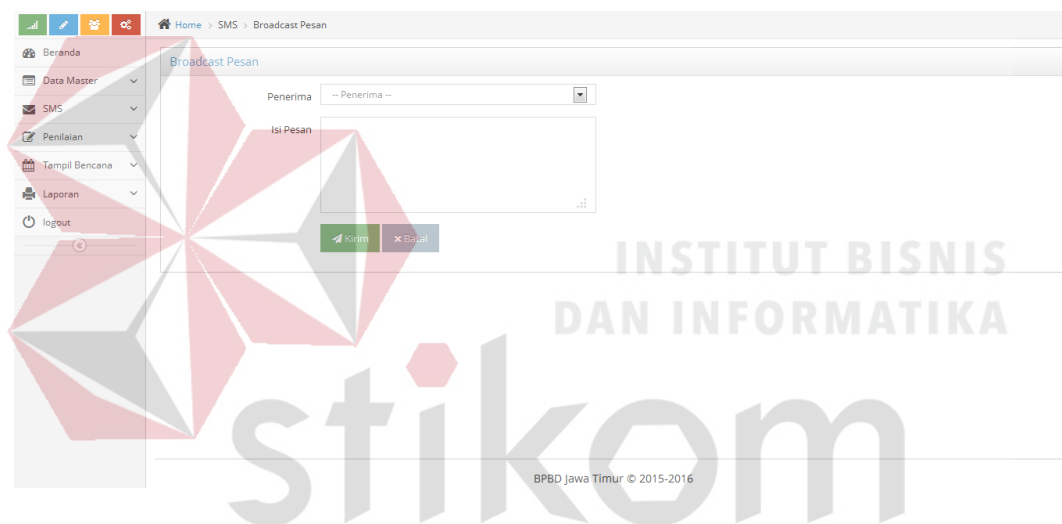 Home > SMS > Broadcast Pesan
Beranda
Data Master
SMS
Penilaian
Tampil Bencana
Laporan
logout
Broadcast Pesan
Penerima
-- Penerima --
Isi Pesan
Kirim
× Batal
INSTITUT BISNIS
DAN INFORMATIKA
stikom
BPBD Jawa Timur © 2015-2016